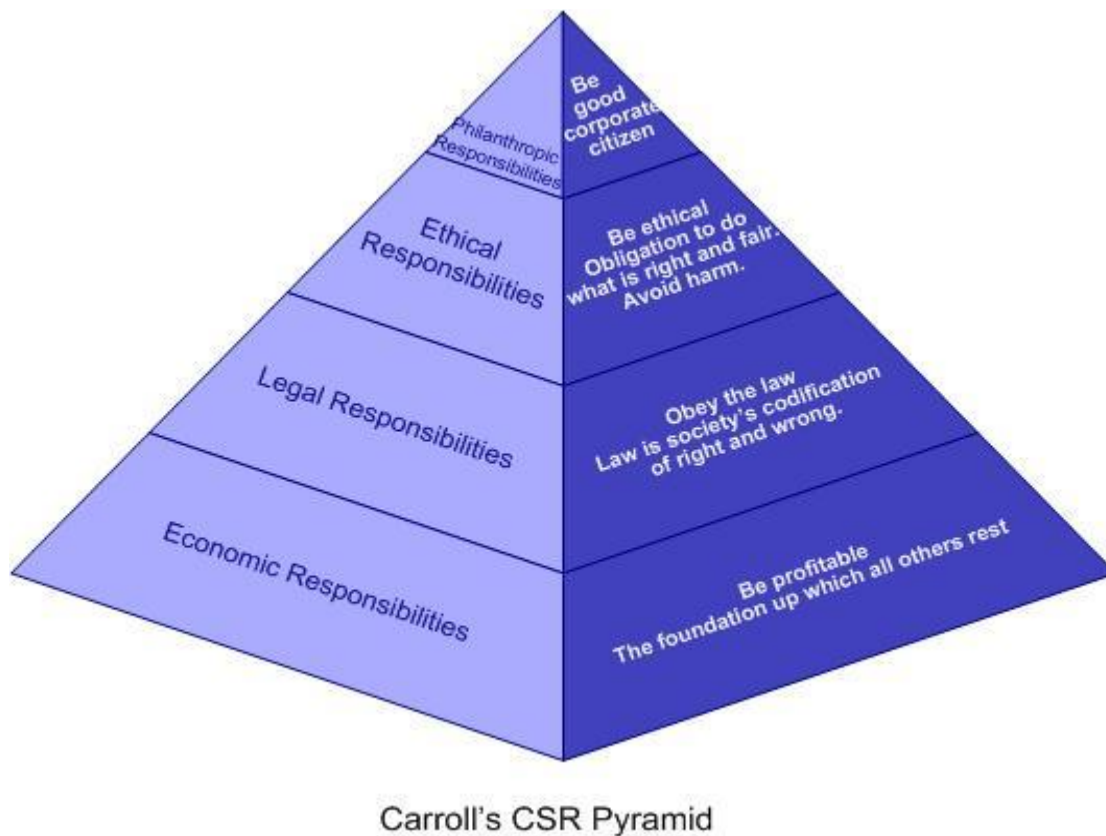 Philanthropic
Responsibilities
Be
good
corporate
citizen
Ethical
Responsibilities
Be ethical
Obligation to do
what is right and fair.
Avoid harm.
Legal Responsibilities
Obey the law
Law is society's codification
of right and wrong.
Economic Responsibilities
Be profitable
The foundation up which all others rest
Carroll's CSR Pyramid